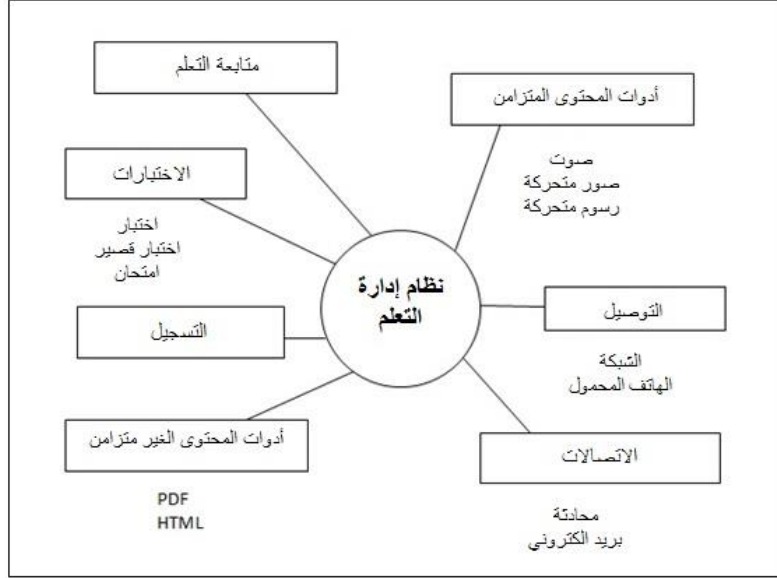 متابعة التعلم
أدوات المحتوى المتزامن
صوت
صور متحركة
رسوم متحركة
الاختبارات
اختبار
اختبار قصير
امتحان
نظام إدارة
التعلم
التوصيل
الشبكة
الهاتف المحمول
التسجيل
أدوات المحتوى الغير متزامن
PDF
HTML
الاتصالات
محادثة
بريد الكتروني